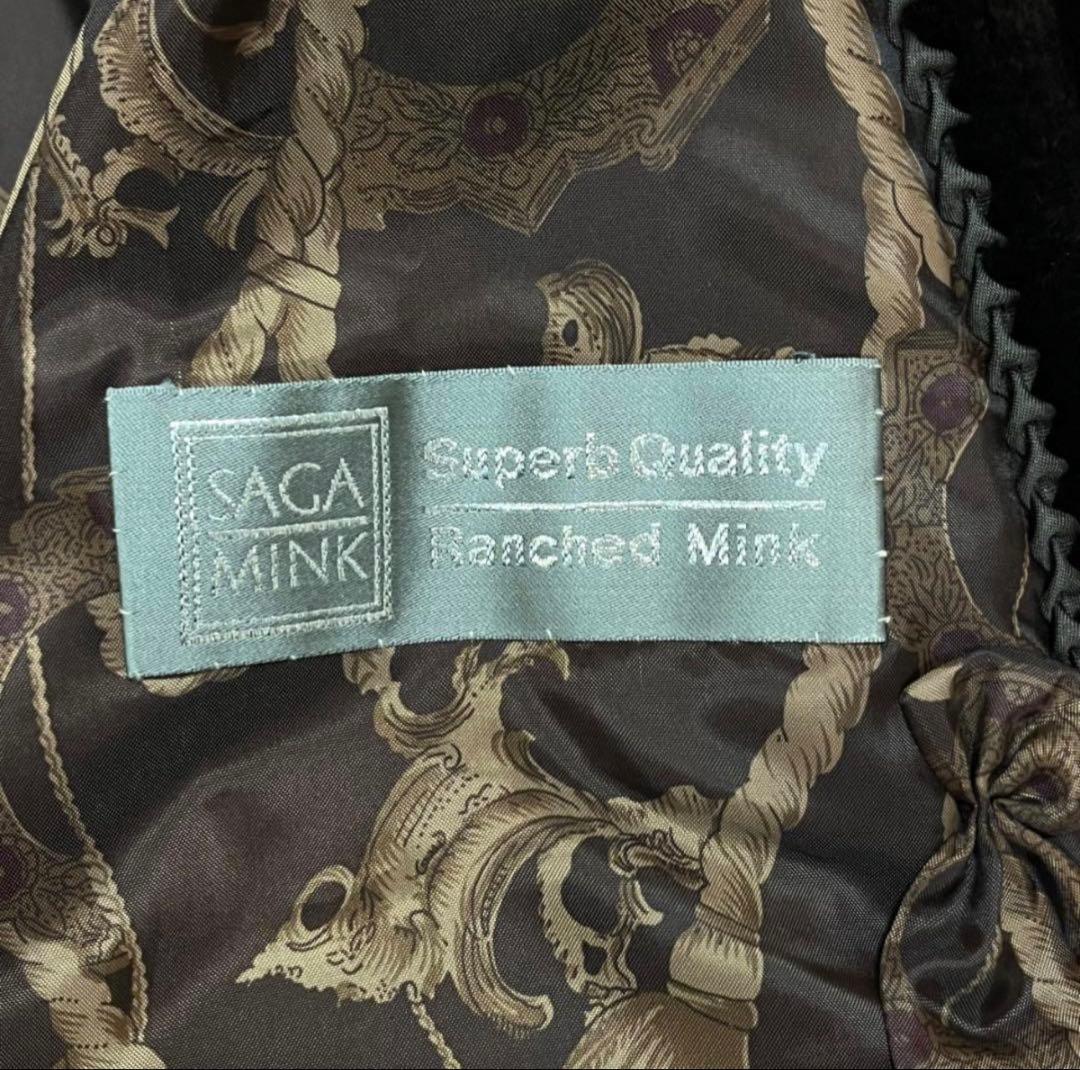 SAGA
MINK
Superb Quality
Ranched Mink